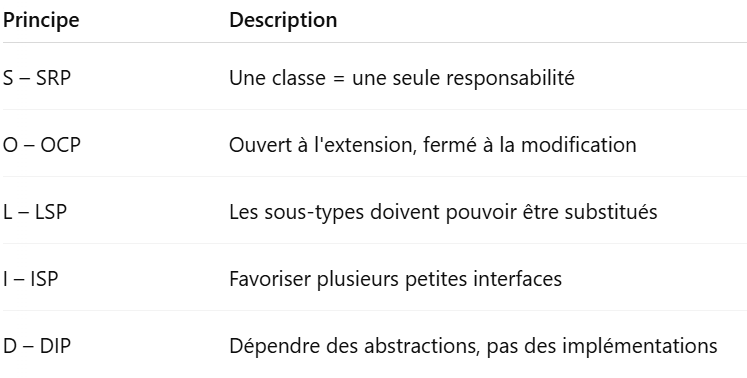 Principe Description
S – SRP Une classe = une seule responsabilité
O – OCP Ouvert à l'extension, fermé à la modification
L – LSP Les sous-types doivent pouvoir être substitués
I – ISP Favoriser plusieurs petites interfaces
D – DIP Dépendre des abstractions, pas des implémentations